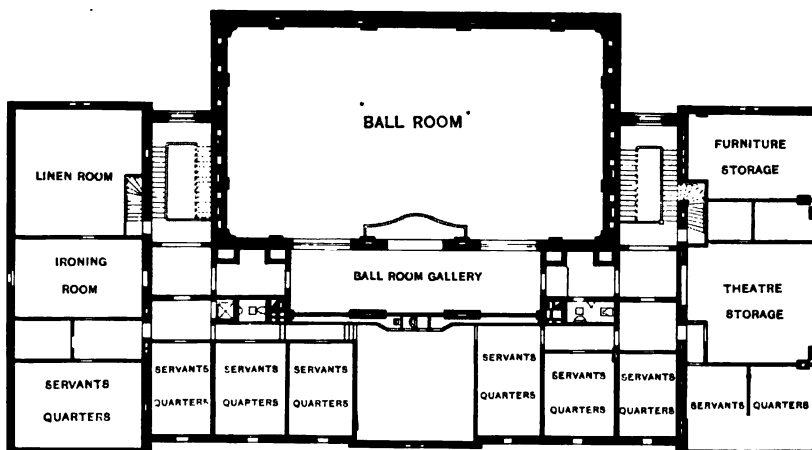 BALL ROOM
LINEN ROOM
FURNITURE
STORAGE
IRONING
ROOM
BALL ROOM GALLERY
THEATRE
STORAGE
SERVANTS
QUARTERS
SERVANTS
QUARTERS
SERVANTS
QUARTERS
SERVANTS
QUARTERS
SERVANTS
QUARTERS
SERVANTS
QUARTERS
SERVANTS
QUARTERS
SERVANTS QUARTERS